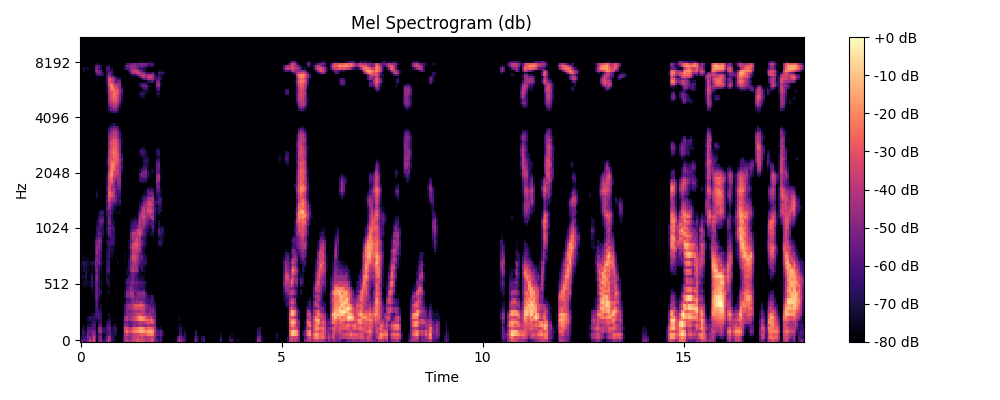 Mel Spectrogram (db)
Hz
8192
4096
2048
1024
512
0
0 5 10 15
Time
+0 dB
-10 dB
-20 dB
-30 dB
-40 dB
-50 dB
-60 dB
-70 dB
-80 dB